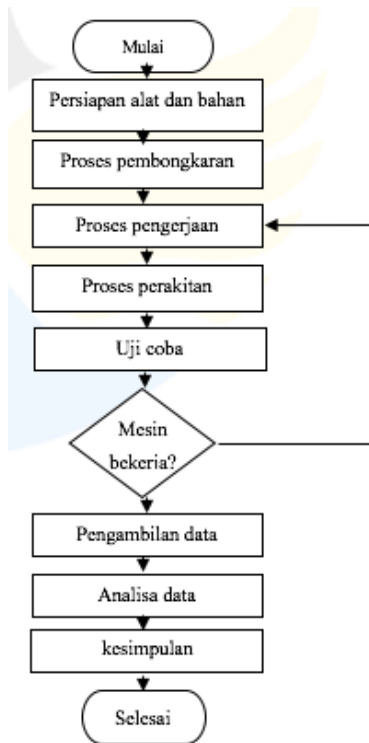 Mulai
Persiapan alat dan bahan
Proses pembongkaran
Proses pengerjaan
Proses perakitan
Uji coba
Mesin
bekeria?
Pengambilan data
Analisa data
kesimpulan
Selesai